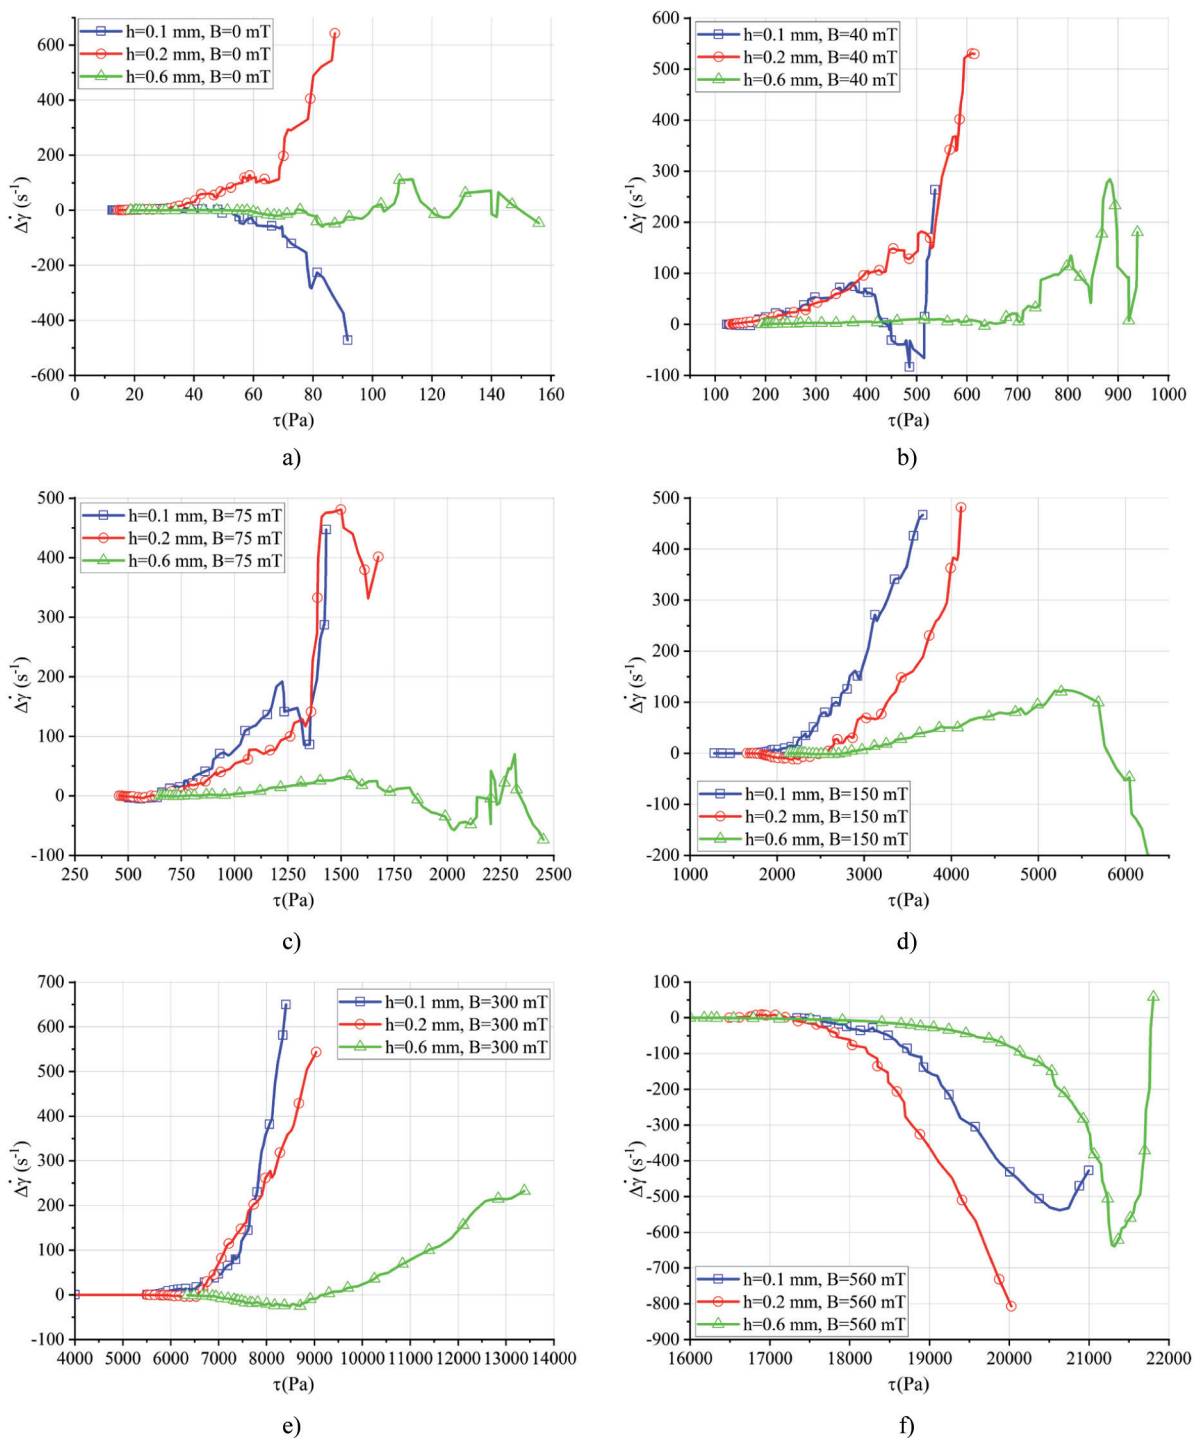 h=0.1 mm, B=0 mT
h=0.2 mm, B=0 mT
h=0.6 mm, B=0 mT
600
400
200
0
-200
-400
-600
Δγ̇ (s⁻¹)
0 20 40 60 80 100 120 140 160
τ(Pa)
a)
h=0.1 mm, B=40 mT
h=0.2 mm, B=40 mT
h=0.6 mm, B=40 mT
600
500
400
300
200
100
0
-100
Δγ̇ (s⁻¹)
100 200 300 400 500 600 700 800 900 1000
τ(Pa)
b)
h=0.1 mm, B=75 mT
h=0.2 mm, B=75 mT
h=0.6 mm, B=75 mT
500
400
300
200
100
0
-100
Δγ̇ (s⁻¹)
250 500 750 1000 1250 1500 1750 2000 2250 2500
τ(Pa)
c)
500
400
300
200
100
0
-100
-200
Δγ̇ (s⁻¹)
h=0.1 mm, B=150 mT
h=0.2 mm, B=150 mT
h=0.6 mm, B=150 mT
1000 2000 3000 4000 5000 6000
τ(Pa)
d)
h=0.1 mm, B=300 mT
h=0.2 mm, B=300 mT
h=0.6 mm, B=300 mT
700
600
500
400
300
200
100
0
-100
Δγ̇ (s⁻¹)
4000 5000 6000 7000 8000 9000 10000 11000 12000 13000 14000
τ(Pa)
e)
100
0
-100
-200
-300
-400
-500
-600
-700
-800
-900
Δγ̇ (s⁻¹)
h=0.1 mm, B=560 mT
h=0.2 mm, B=560 mT
h=0.6 mm, B=560 mT
16000 17000 18000 19000 20000 21000 22000
τ(Pa)
f)